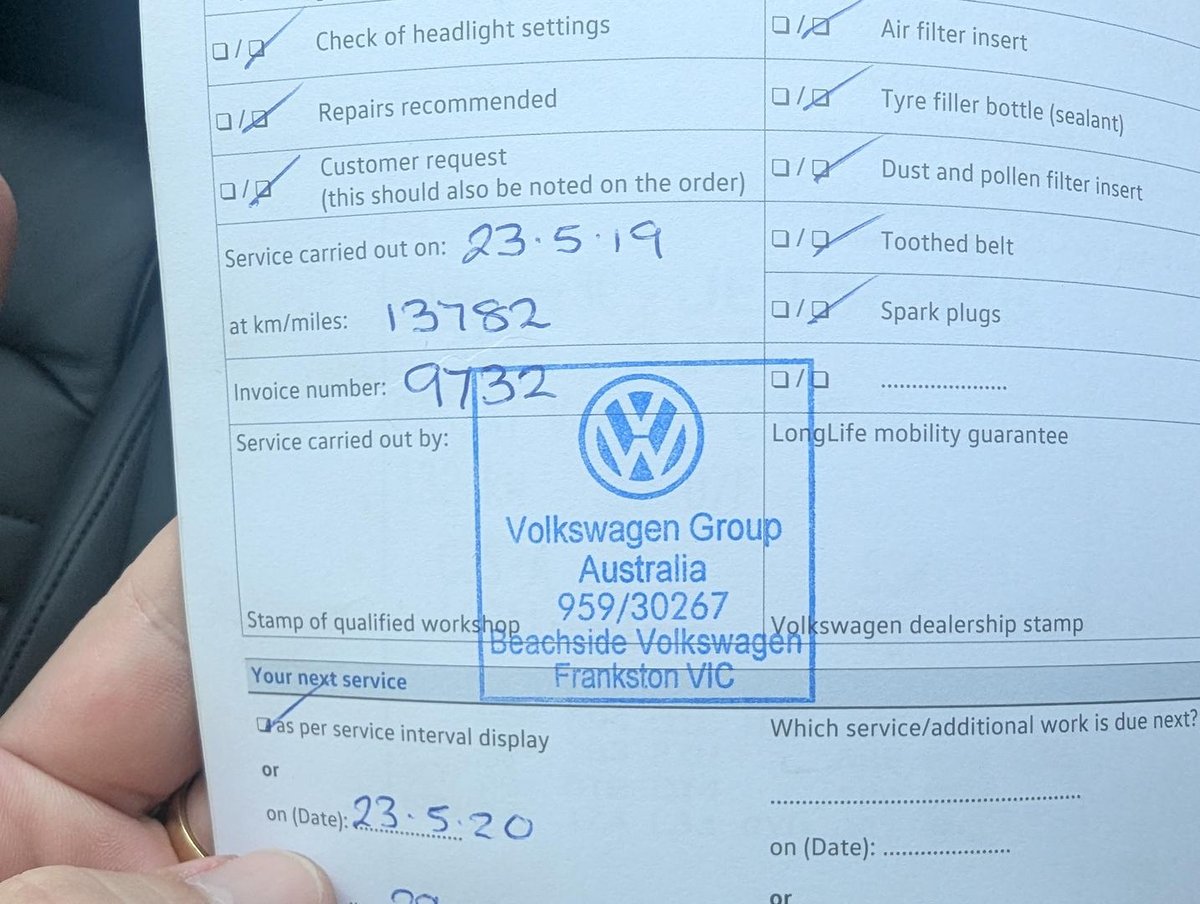 Check of headlight settings
Repairs recommended
Customer request
(this should also be noted on the order)
Service carried out on: 23.5.19
at km/miles: 13782
Invoice number: 9732
Service carried out by:
Stamp of qualified workshop
Air filter insert
Tyre filler bottle (sealant)
Dust and pollen filter insert
Toothed belt
Spark plugs
LongLife mobility guarantee
Volkswagen dealership stamp
Volkswagen Group
Australia
959/30267
Beachside Volkswagen
Frankston VIC
Your next service
as per service interval display
or
on (Date): 23.5.20
Which service/additional work is due next?
on (Date):
or